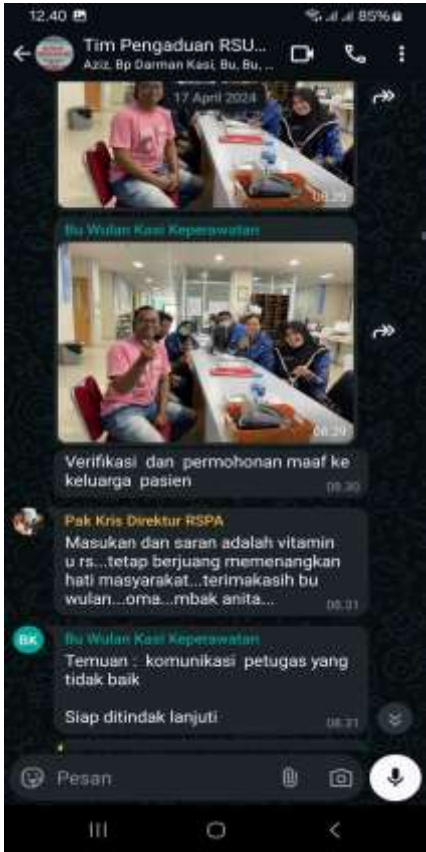 12.40
85%
Tim Pengaduan RSU...
Aziz, Bp Darman Kasi, Bu, Bu, ...
17 April 2024
08.29
Bu Wulan Kasi Keperawatan
08.29
Verifikasi dan permohonan maaf ke
keluarga pasien
08.30
Pak Kris Direktur RSPA
Masukan dan saran adalah vitamin
u rs...tetap berjuang memenangkan
hati masyarakat...terimakasih bu
wulan...oma...mbak anita...
08.31
BK
Bu Wulan Kasi Keperawatan
Temuan : komunikasi petugas yang
tidak baik
Siap ditindak lanjuti
08.31
Pesan